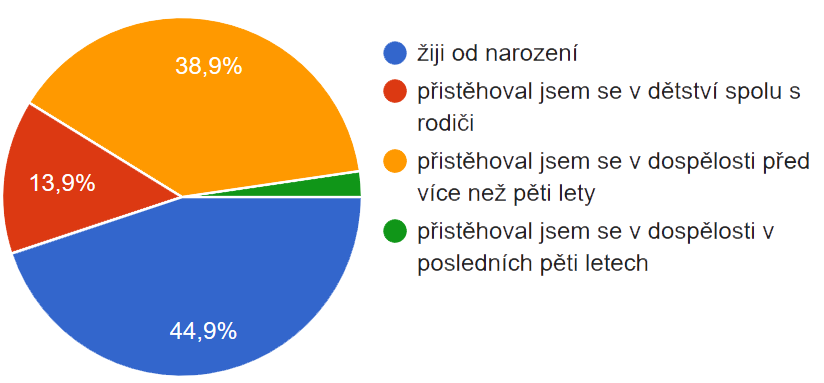 38,9%
13,9%
44,9%
žiji od narození
přistěhoval jsem se v dětství spolu s
rodiči
přistěhoval jsem se v dospělosti před
více než pěti lety
přistěhoval jsem se v dospělosti v
posledních pěti letech